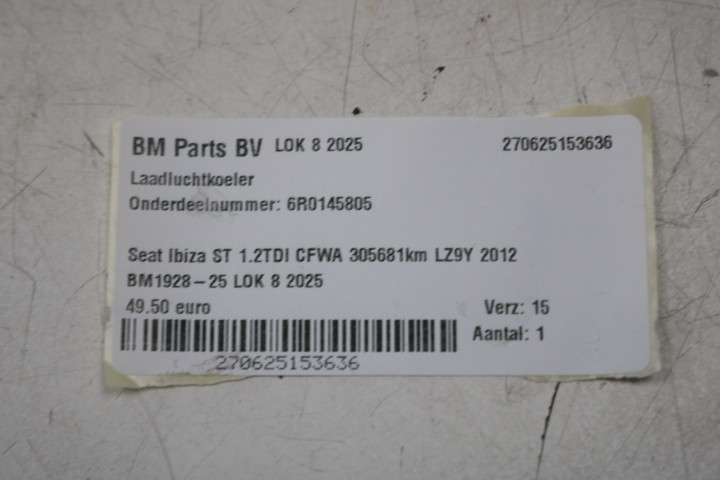 BM Parts BV LOK 8 2025 270625153636
Laadluchtkoeler
Onderdeelnummer: 6R0145805
Seat Ibiza ST 1.2TDI CFWA 305681km LZ9Y 2012
BM1928-25 LOK 8 2025
49.50 euro Verz: 15
Aantal: 1
270625153636